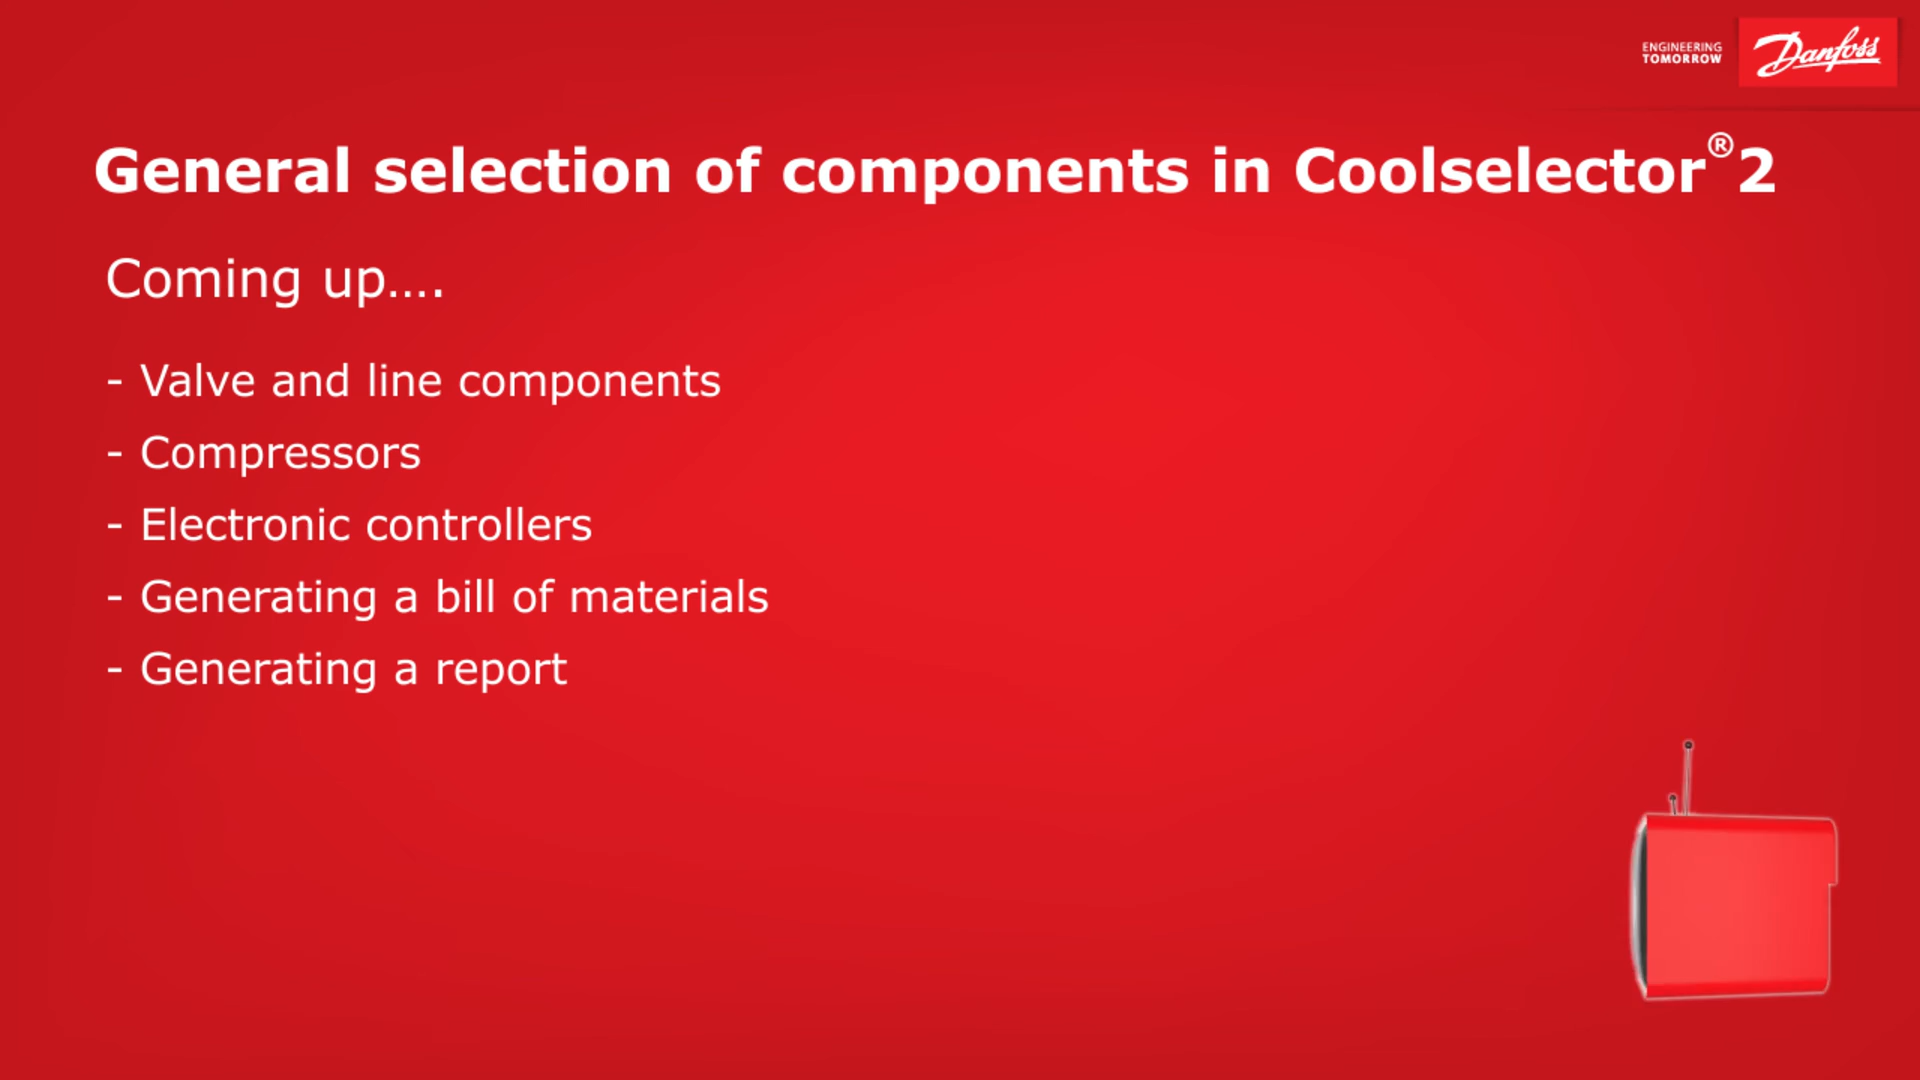 ENGINEERING
TOMORROW
Danfoss
General selection of components in Coolselector®2
Coming up....
- Valve and line components
- Compressors
- Electronic controllers
- Generating a bill of materials
- Generating a report